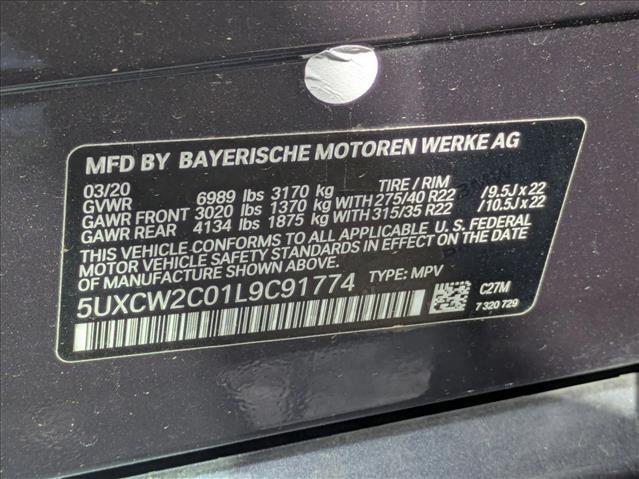 MFD BY BAYERISCHE MOTOREN WERKE AG
03/20 TIRE / RIM
GVWR 6989 lbs 3170 kg
GAWR FRONT 3020 lbs 1370 kg WITH 275/40 R22 /9.5J x 22
GAWR REAR 4134 lbs 1875 kg WITH 315/35 R22 /10.5J x 22
THIS VEHICLE CONFORMS TO ALL APPLICABLE U. S. FEDERAL
MOTOR VEHICLE SAFETY STANDARDS IN EFFECT ON THE DATE
OF MANUFACTURE SHOWN ABOVE.
5UXCW2C01L9C91774 TYPE: MPV
C27M
7 320 729